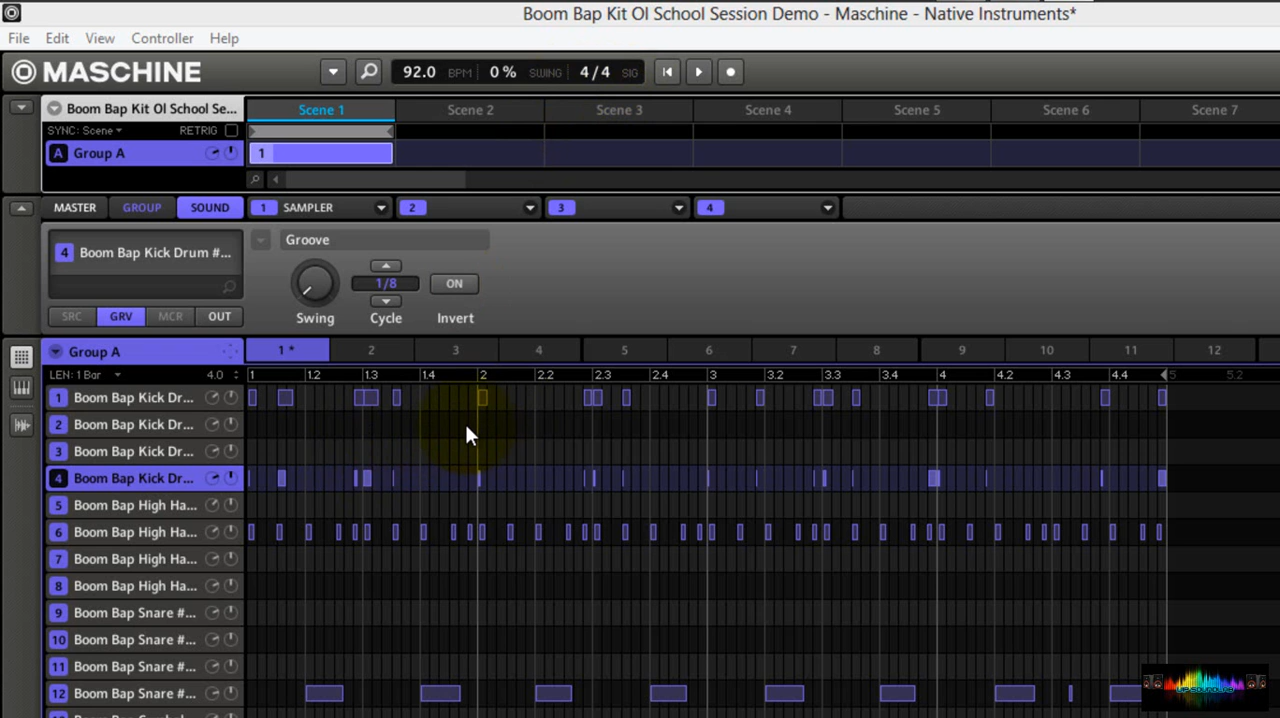 Boom Bap Kit Ol School Session Demo - Maschine - Native Instruments*
File Edit View Controller Help
MASCHINE 92.0 BPM 0% SWING 4/4 SIG
Boom Bap Kit Ol School Se... Scene 1 Scene 2 Scene 3 Scene 4 Scene 5 Scene 6 Scene 7
SYNC: Scene RETRIG
A Group A 1
MASTER GROUP SOUND 1 SAMPLER 2 3 4
4 Boom Bap Kick Drum #... Groove
1/8 ON
SRC GRV MCR OUT Swing Cycle Invert
Group A 1* 2 3 4 5 6 7 8 9 10 11 12
LEN: 1 Bar 4.0 1 1.2 1.3 1.4 2 2.2 2.3 2.4 3 3.2 3.3 3.4 4 4.2 4.3 4.4 5 5.2
1 Boom Bap Kick Dr...
2 Boom Bap Kick Dr...
3 Boom Bap Kick Dr...
4 Boom Bap Kick Dr...
5 Boom Bap High Ha...
6 Boom Bap High Ha...
7 Boom Bap High Ha...
8 Boom Bap High Ha...
9 Boom Bap Snare #...
10 Boom Bap Snare #...
11 Boom Bap Snare #...
12 Boom Bap Snare #...